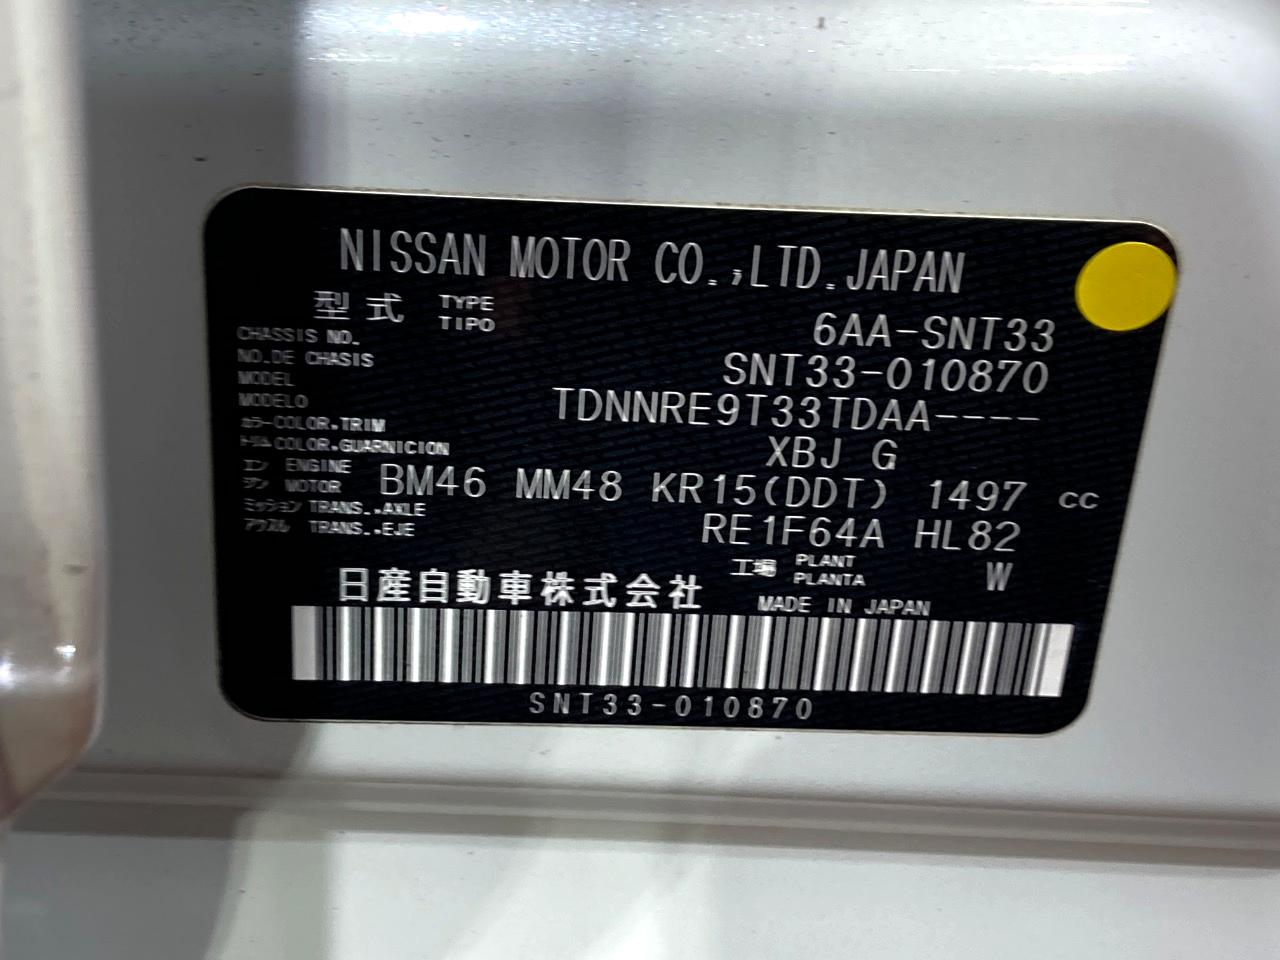 NISSAN MOTOR CO.,LTD.JAPAN
型式 TYPE TIPO 6AA-SNT33
CHASSIS NO.
NO.DE CHASIS SNT33-010870
MODEL
MODELO TDNNRE9T33TDAA----
カラー COLOR.TRIM
トリム COLOR.GUARNICION XBJ G
エンジン ENGINE MOTOR BM46 MM48 KR15(DDT) 1497 cc
ミッション TRANS..AXLE
アクスル TRANS..EJE RE1F64A HL82
工場 PLANT PLANTA W
日産自動車株式会社 MADE IN JAPAN
SNT33-010870